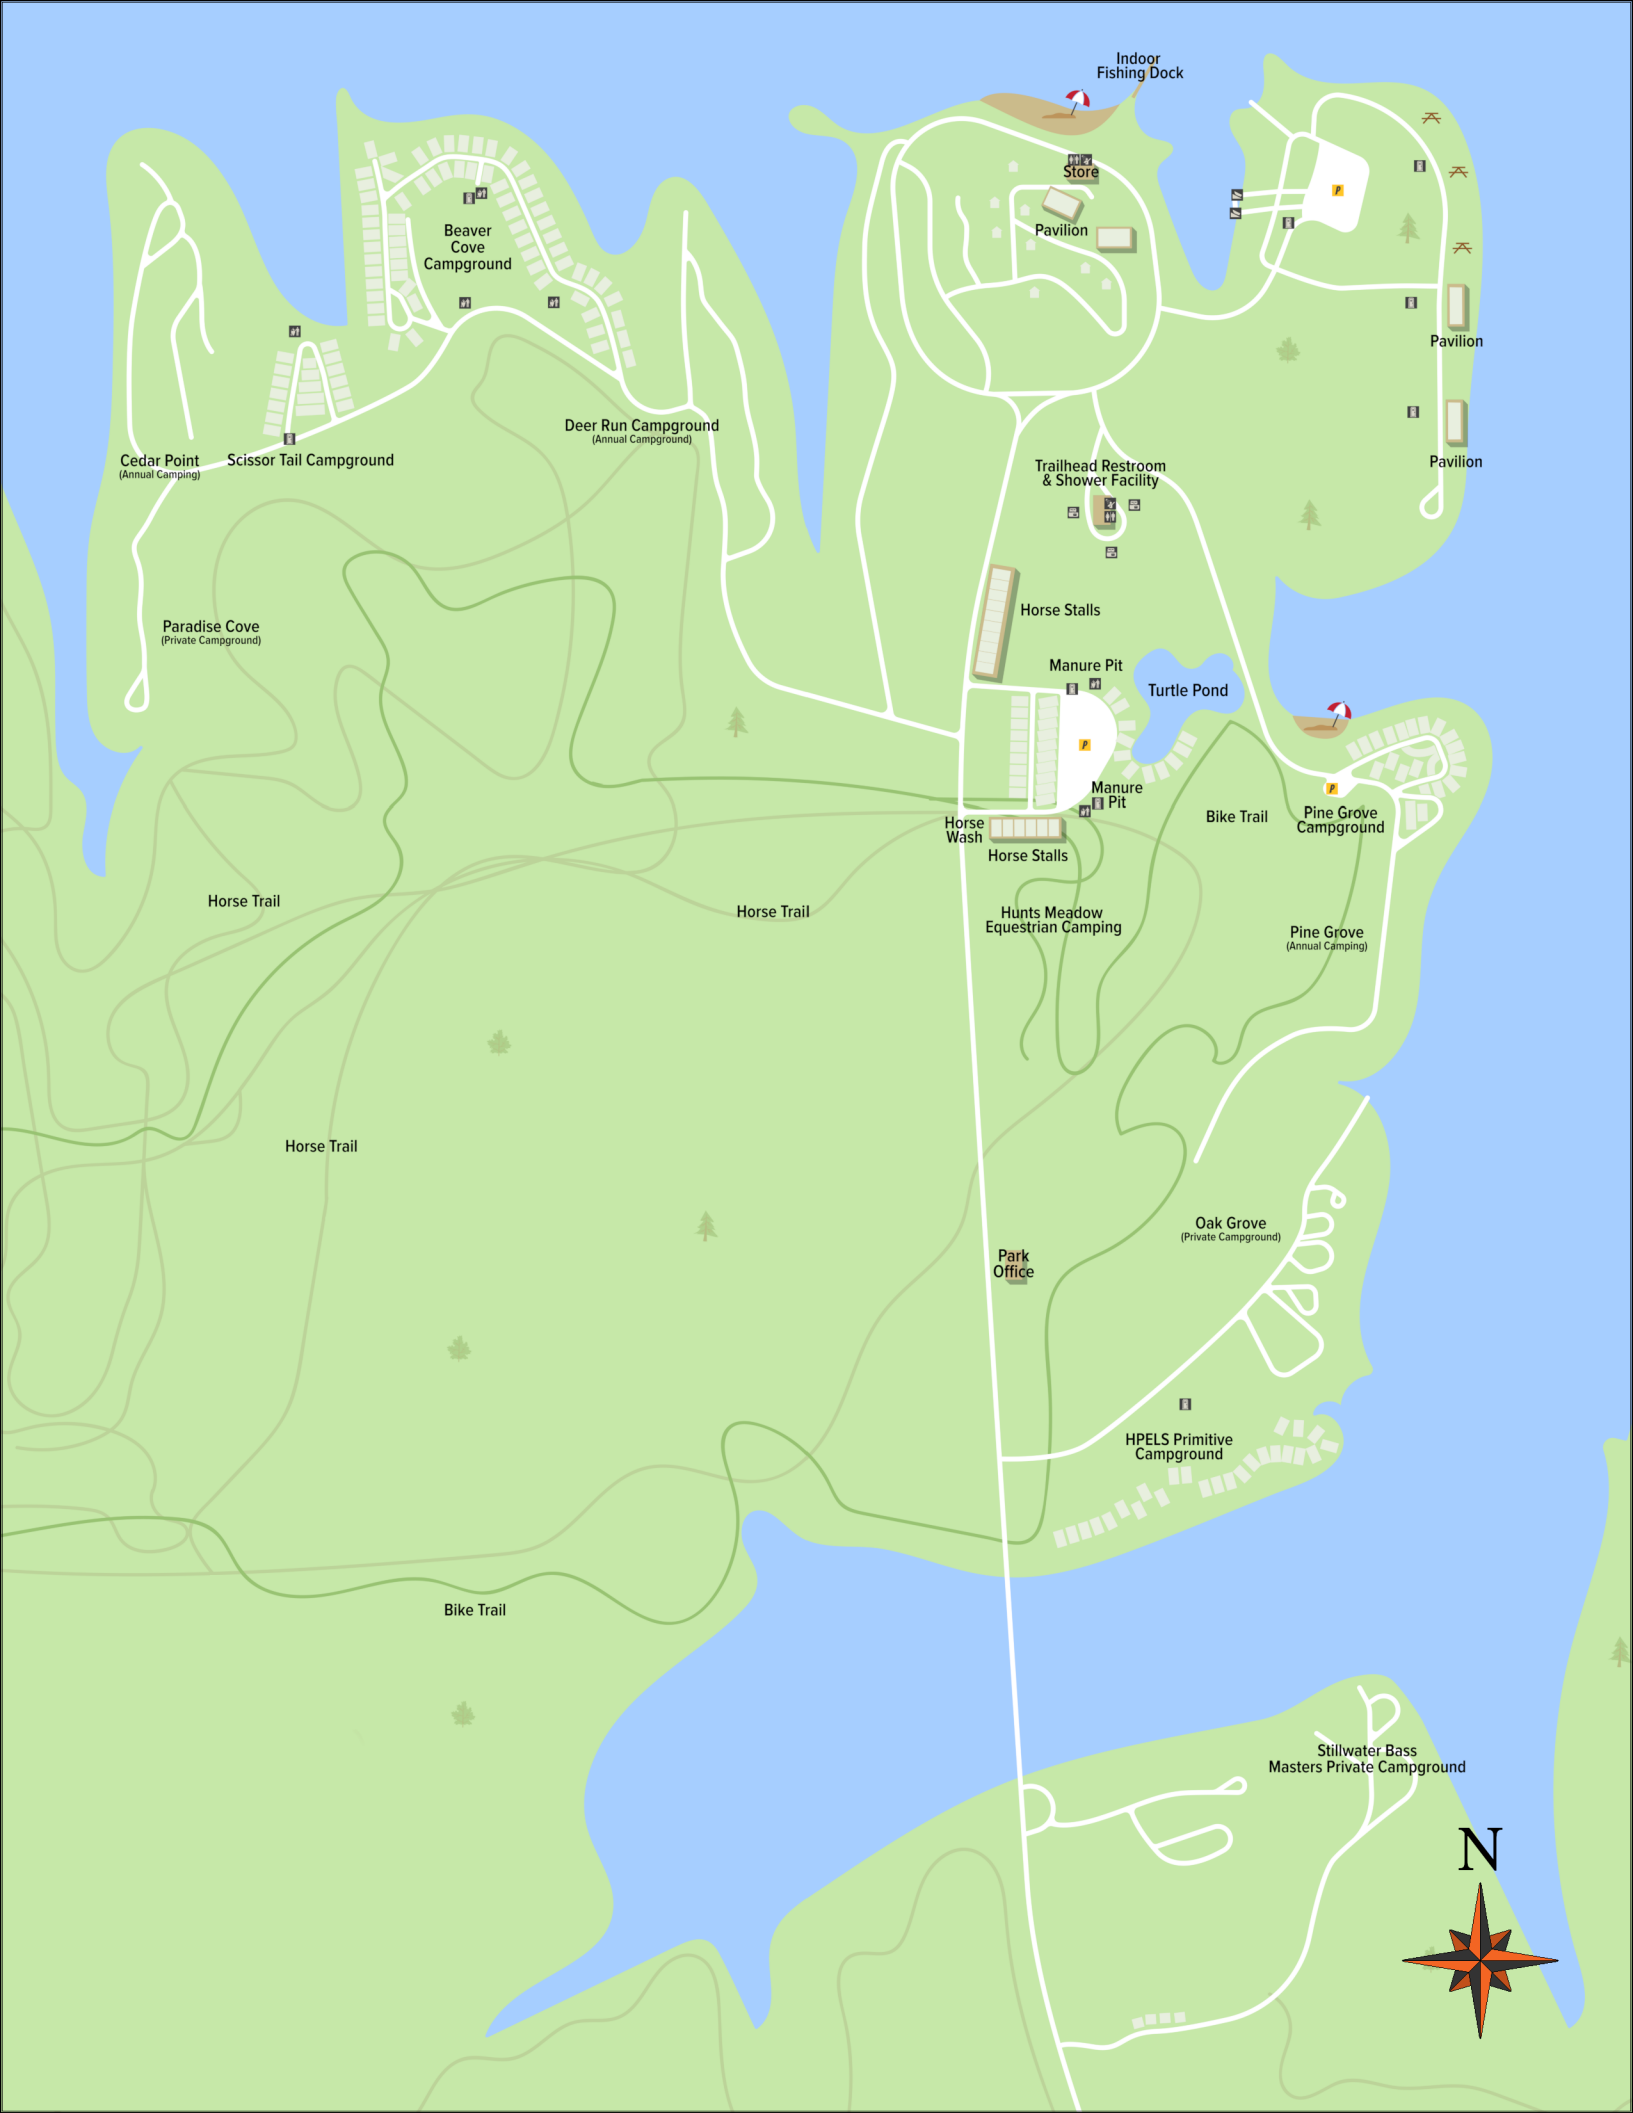 Indoor
Fishing Dock
Store
Pavilion
Beaver
Cove
Campground
Pavilion
Pavilion
Deer Run Campground
(Annual Campground)
Cedar Point
(Annual Camping)
Scissor Tail Campground
Trailhead Restroom
& Shower Facility
Horse Stalls
Paradise Cove
(Private Campground)
Manure Pit
Turtle Pond
P
Manure
Pit
P
Horse
Wash
Horse Stalls
Bike Trail
Pine Grove
Campground
P
Horse Trail
Horse Trail
Hunts Meadow
Equestrian Camping
Pine Grove
(Annual Camping)
Horse Trail
Oak Grove
(Private Campground)
Park
Office
HPELS Primitive
Campground
Bike Trail
Stillwater Bass
Masters Private Campground
N